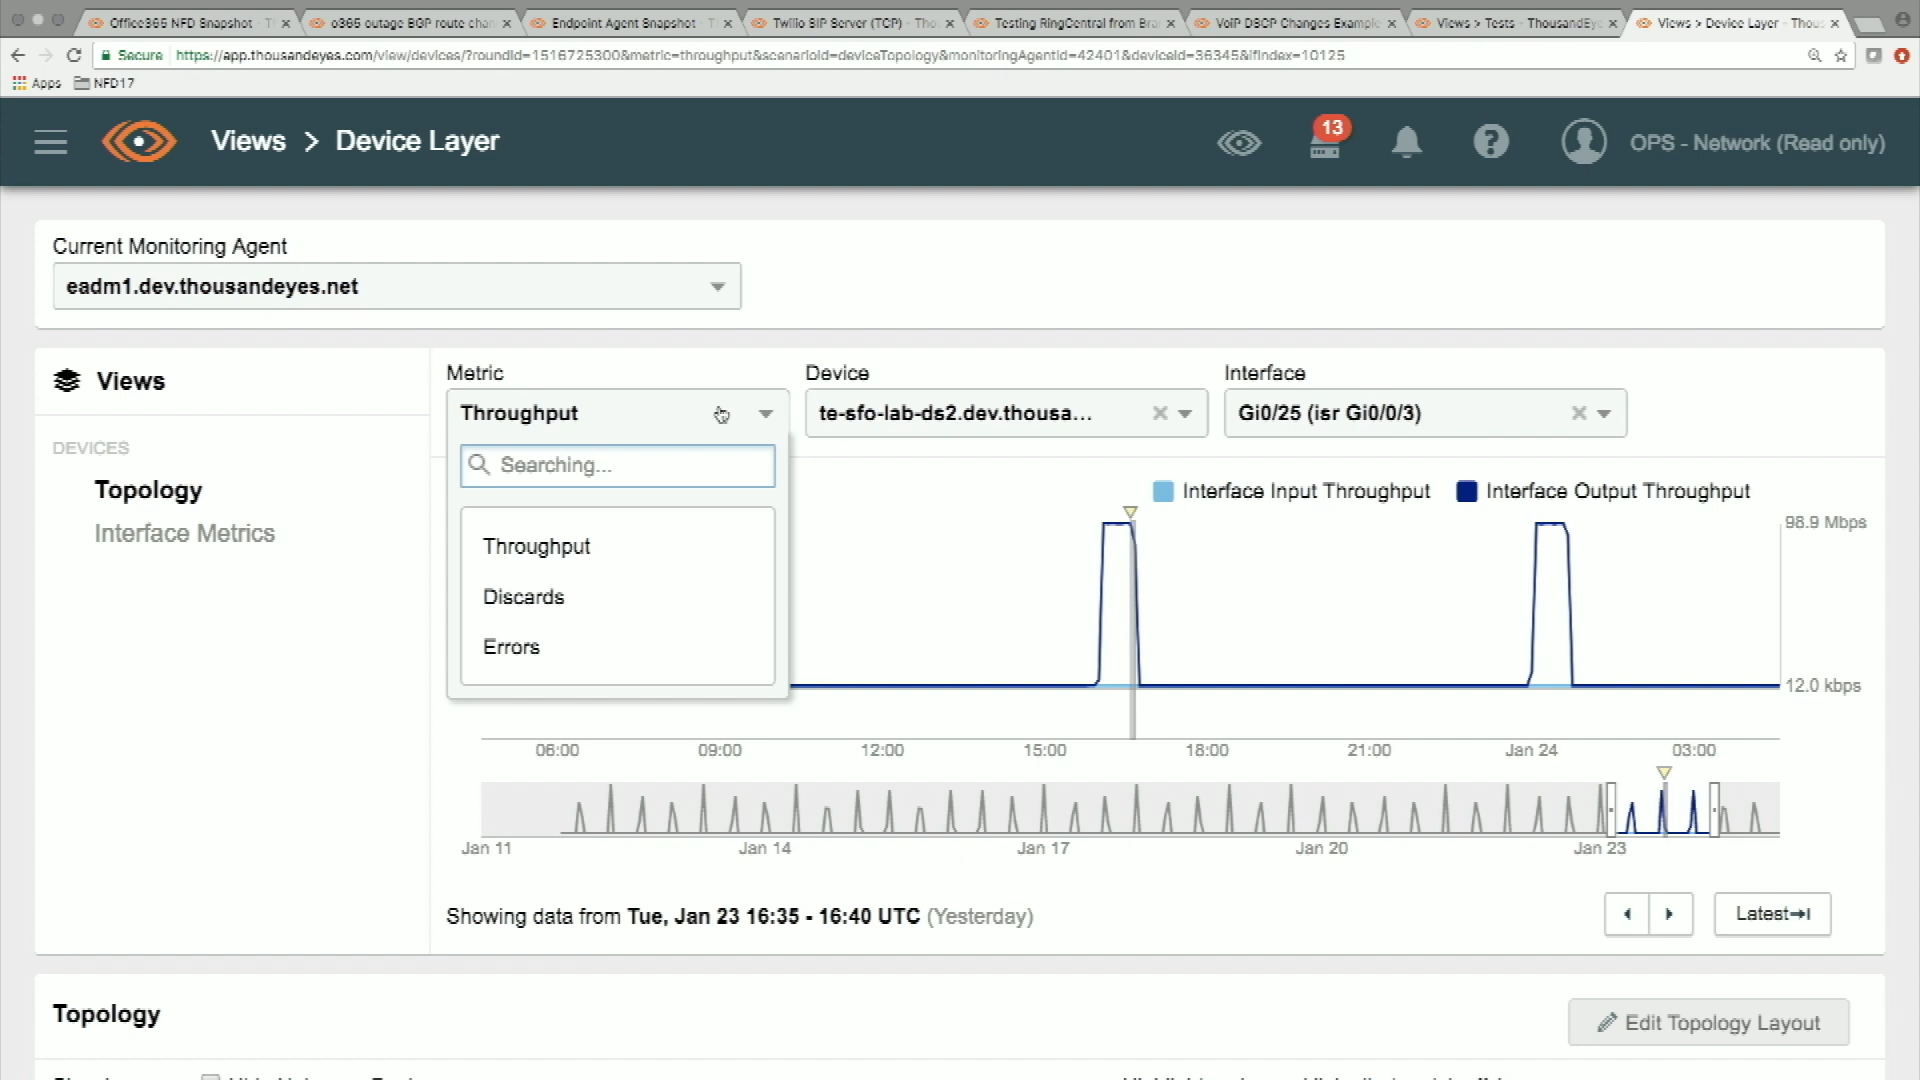 Office365 NFD Snapshot - T
o365 outage BGP route chan
Endpoint Agent Snapshot - T
Twilio SIP Server (TCP) - Tho
Testing RingCentral from Bra
VoIP DSCP Changes Example
Views > Tests - ThousandEye
Views > Device Layer - Thous
Secure
https://app.thousandeyes.com/view/devices/?roundId=1516725300&metric=throughput&scenarioId=deviceTopology&monitoringAgentId=42401&deviceId=36345&ifIndex=10125
Apps
NFD17
Views > Device Layer
13
OPS - Network (Read only)
Current Monitoring Agent
eadm1.dev.thousandeyes.net
Views
DEVICES
Topology
Interface Metrics
Metric
Throughput
Searching...
Throughput
Discards
Errors
Device
te-sfo-lab-ds2.dev.thousa...
Interface
Gi0/25 (isr Gi0/0/3)
Interface Input Throughput
Interface Output Throughput
98.9 Mbps
12.0 kbps
06:00
09:00
12:00
15:00
18:00
21:00
Jan 24
03:00
Jan 11
Jan 14
Jan 17
Jan 20
Jan 23
Showing data from Tue, Jan 23 16:35 - 16:40 UTC (Yesterday)
Latest
Topology
Edit Topology Layout